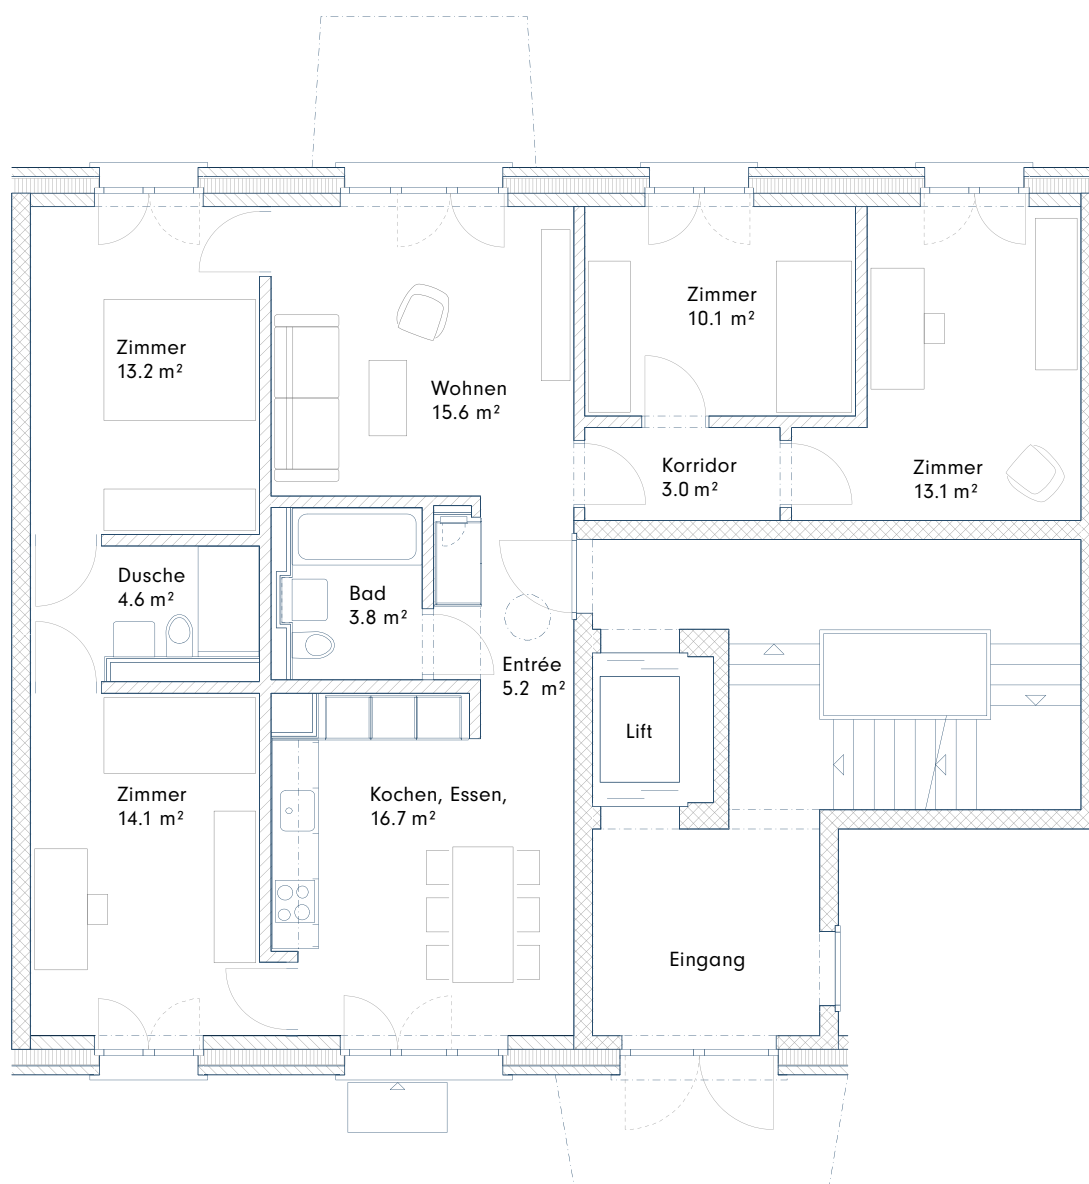 Zimmer
10.1 m²
Zimmer
13.2 m²
Wohnen
15.6 m²
Korridor
3.0 m²
Zimmer
13.1 m²
Dusche
4.6 m²
Bad
3.8 m²
Entrée
5.2 m²
Lift
Zimmer
14.1 m²
Kochen, Essen,
16.7 m²
Eingang